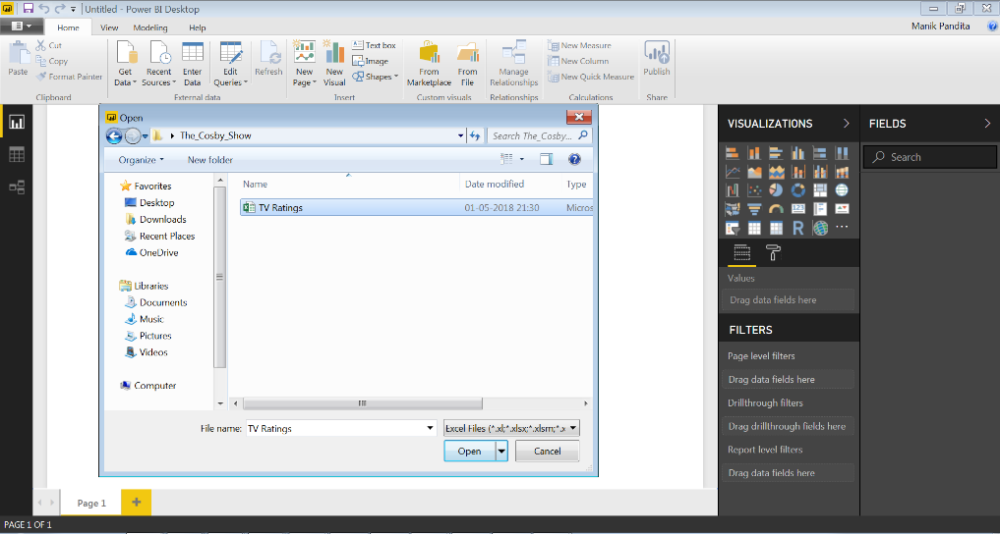 Untitled - Power BI Desktop
Home View Modeling Help
Manik Pandita
Paste
Cut
Copy
Format Painter
Clipboard
Get Data
Recent Sources
Enter Data
Edit Queries
Refresh
External data
New Page
New Visual
Text box
Image
Shapes
Insert
From Marketplace
From File
Custom visuals
Manage Relationships
Relationships
New Measure
New Column
New Quick Measure
Calculations
Publish
Share
Open
The_Cosby_Show
Search The_Cosby_...
Organize
New folder
Favorites
Desktop
Downloads
Recent Places
OneDrive
Libraries
Documents
Music
Pictures
Videos
Computer
Name Date modified Type
TV Ratings 01-05-2018 21:30 Micros
File name: TV Ratings
Excel Files (*.xl;*.xlsx;*.xlsm;*.x
Open
Cancel
VISUALIZATIONS
123
R
Values
Drag data fields here
FILTERS
Page level filters
Drag data fields here
Drillthrough filters
Drag drillthrough fields here
Report level filters
Drag data fields here
FIELDS
Search
Page 1
PAGE 1 OF 1